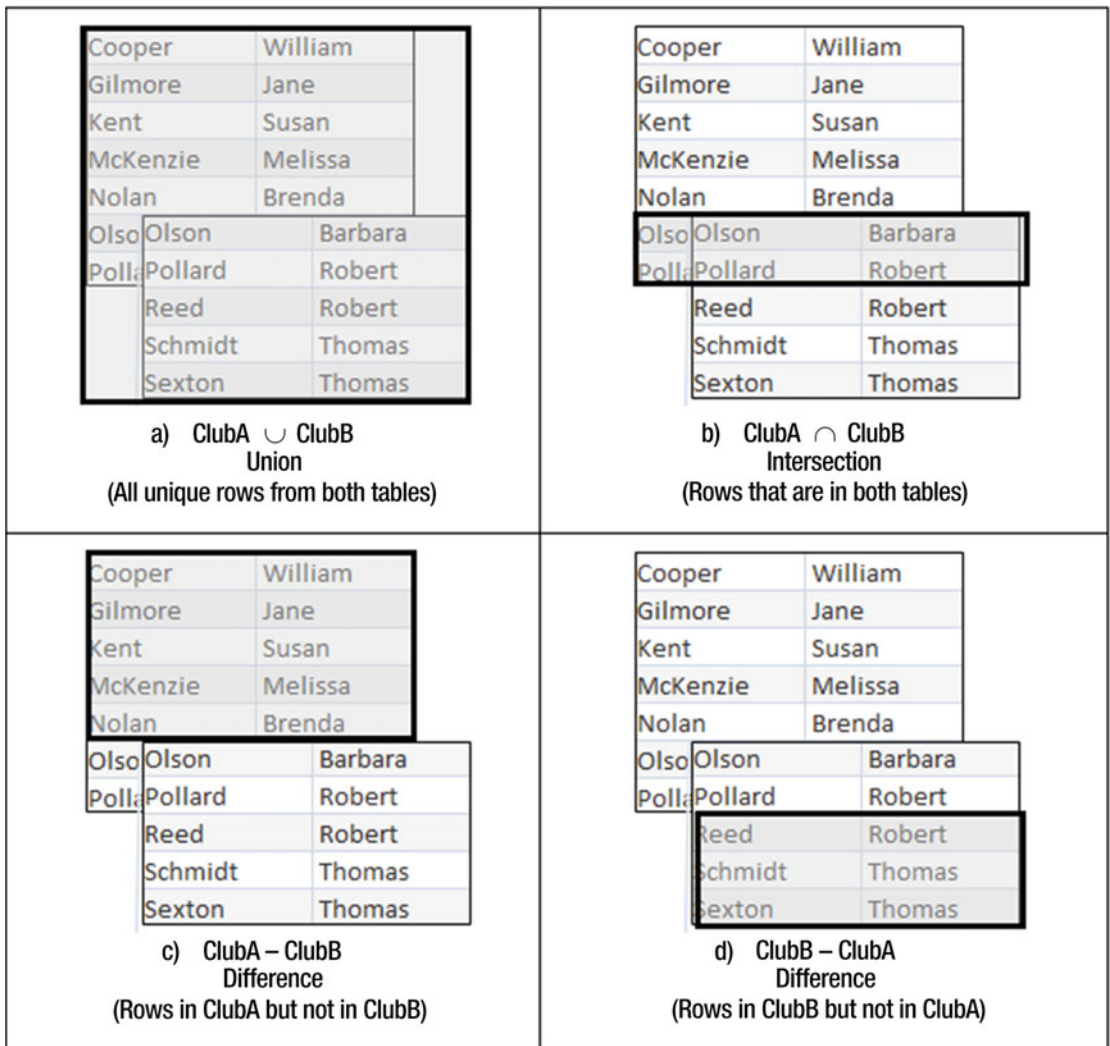 Cooper William
Gilmore Jane
Kent Susan
McKenzie Melissa
Nolan Brenda
Olso Olson Barbara
Polla Pollard Robert
Reed Robert
Schmidt Thomas
Sexton Thomas
a) ClubA ∪ ClubB
Union
(All unique rows from both tables)
Cooper William
Gilmore Jane
Kent Susan
McKenzie Melissa
Nolan Brenda
Olso Olson Barbara
Polla Pollard Robert
Reed Robert
Schmidt Thomas
Sexton Thomas
b) ClubA ∩ ClubB
Intersection
(Rows that are in both tables)
Cooper William
Gilmore Jane
Kent Susan
McKenzie Melissa
Nolan Brenda
Olso Olson Barbara
Polla Pollard Robert
Reed Robert
Schmidt Thomas
Sexton Thomas
c) ClubA – ClubB
Difference
(Rows in ClubA but not in ClubB)
Cooper William
Gilmore Jane
Kent Susan
McKenzie Melissa
Nolan Brenda
Olso Olson Barbara
Polla Pollard Robert
Reed Robert
Schmidt Thomas
Sexton Thomas
d) ClubB – ClubA
Difference
(Rows in ClubB but not in ClubA)